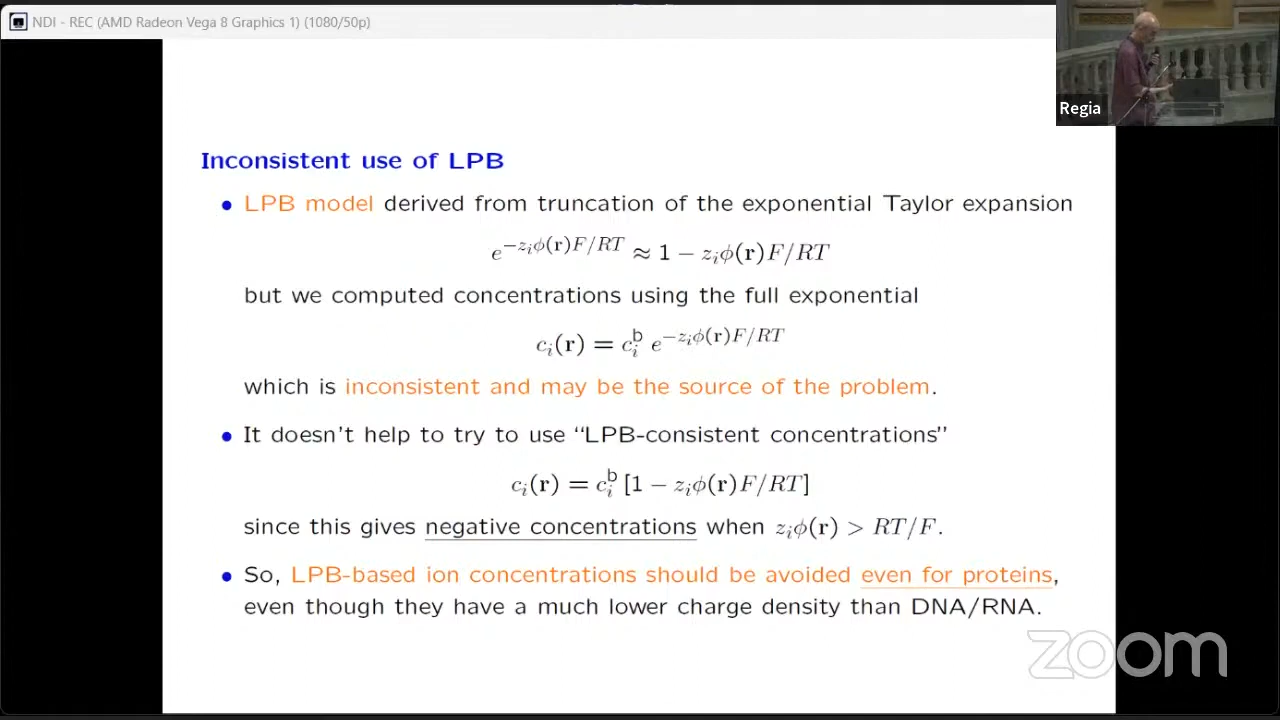 NDI - REC (AMD Radeon Vega 8 Graphics 1) (1080/50p)
Regia
Inconsistent use of LPB
• LPB model derived from truncation of the exponential Taylor expansion
e^{−z_iϕ(r)F/RT} ≈ 1 − z_iϕ(r)F/RT
but we computed concentrations using the full exponential
c_i(r) = c_i^b e^{−z_iϕ(r)F/RT}
which is inconsistent and may be the source of the problem.
• It doesn't help to try to use “LPB-consistent concentrations”
c_i(r) = c_i^b [1 − z_iϕ(r)F/RT]
since this gives negative concentrations when z_iϕ(r) > RT/F.
• So, LPB-based ion concentrations should be avoided even for proteins,
even though they have a much lower charge density than DNA/RNA.
zoom